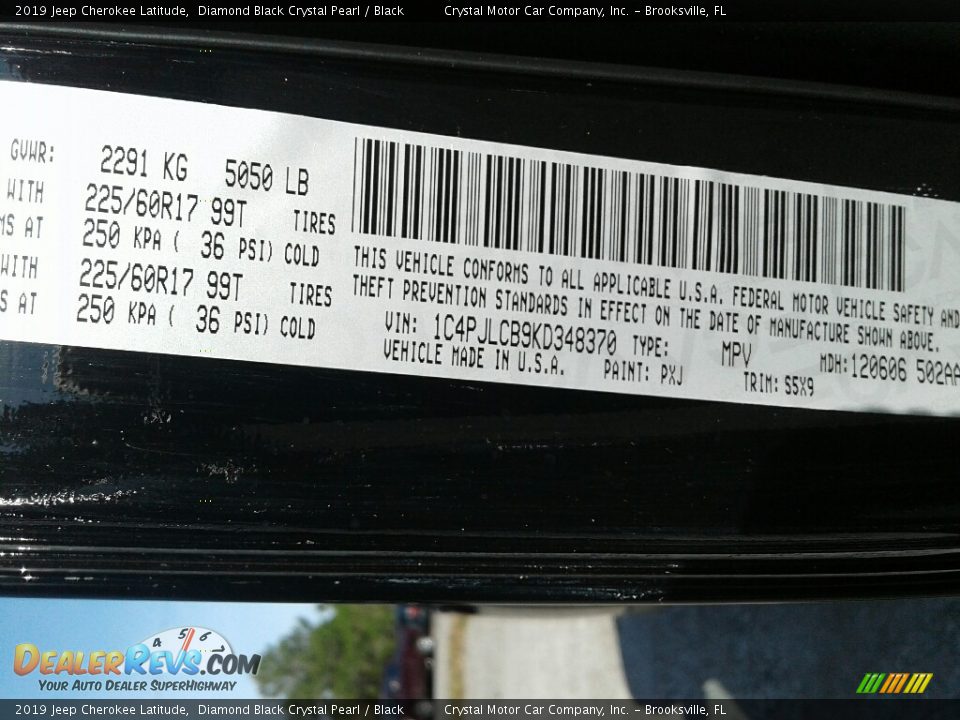 2019 Jeep Cherokee Latitude,  Diamond Black Crystal Pearl / Black          Crystal Motor Car Company, Inc. - Brooksville, FL
GVWR: 2291 KG 5050 LB
WITH 225/60R17 99T TIRES
MS AT 250 KPA ( 36 PSI) COLD
WITH 225/60R17 99T TIRES
S AT 250 KPA ( 36 PSI) COLD
THIS VEHICLE CONFORMS TO ALL APPLICABLE U.S.A. FEDERAL MOTOR VEHICLE SAFETY AND
THEFT PREVENTION STANDARDS IN EFFECT ON THE DATE OF MANUFACTURE SHOWN ABOVE.
VIN: 1C4PJLCB9KD348370 TYPE: MPV MDH:120606 502AA
VEHICLE MADE IN U.S.A. PAINT: PXJ TRIM: S5X9
4 5 6
DealerRevs.com
Your Auto Dealer SuperHighway
2019 Jeep Cherokee Latitude,  Diamond Black Crystal Pearl / Black          Crystal Motor Car Company, Inc. - Brooksville, FL